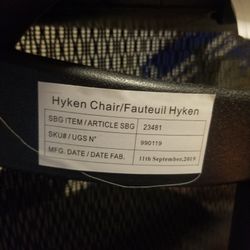 Hyken Chair/Fauteuil Hyken
SBG ITEM / ARTICLE SBG 23481
SKU# / UGS N° 990119
MFG. DATE / DATE FAB. 11th September,2019